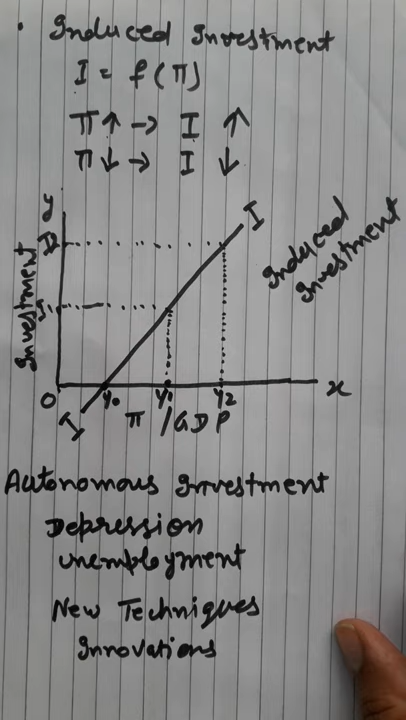 • Induced Investment
I = f(π)
π↑ → I ↑
π↓ → I ↓
y
I
Induced
Investment
Investment
I2
I1
O
y0
y1
y2
x
I
π /GDP
Autonomous Investment
Depression
unemployment
New Techniques
Innovations